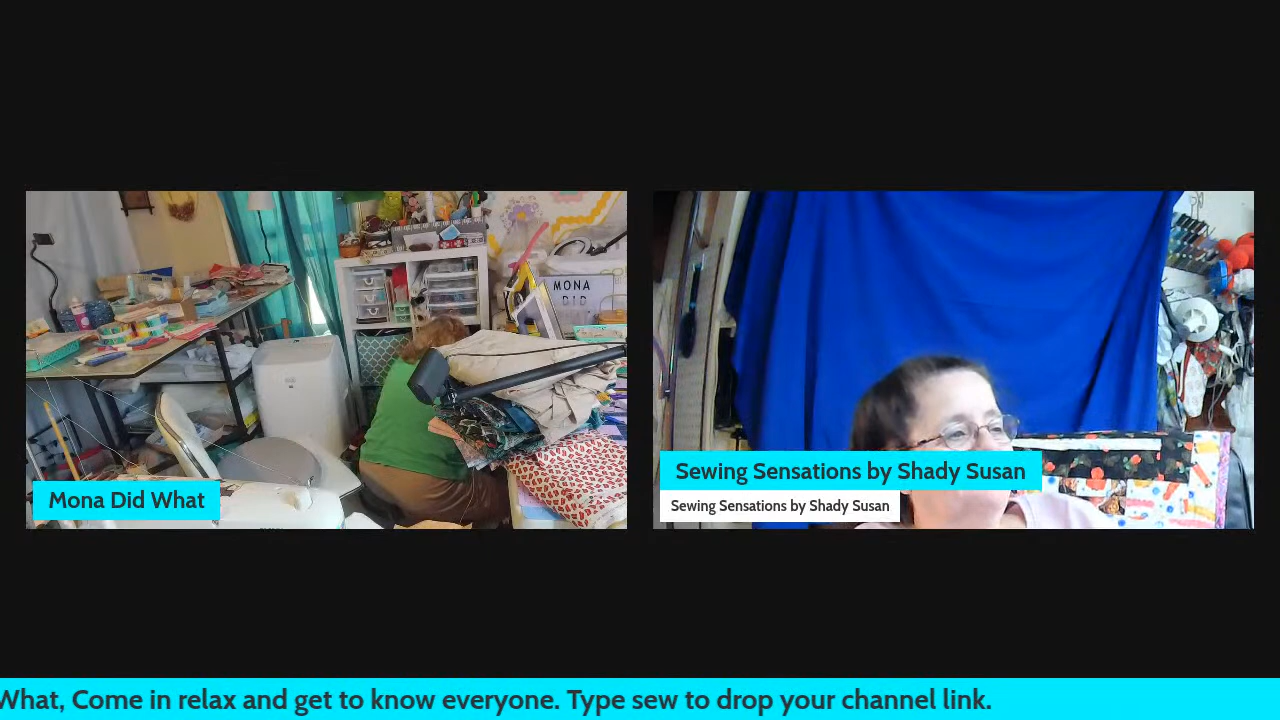 MONA
DID
Mona Did What
Sewing Sensations by Shady Susan
Sewing Sensations by Shady Susan
What, Come in relax and get to know everyone. Type sew to drop your channel link.